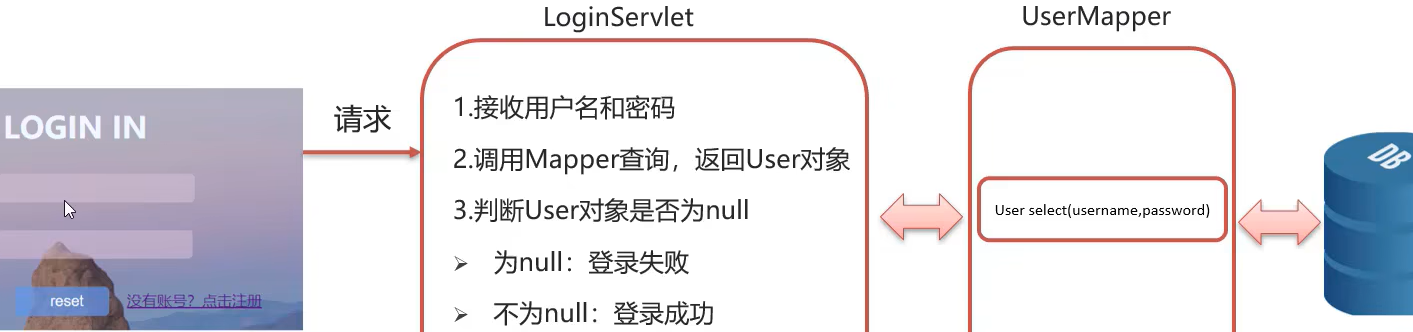 LoginServlet
UserMapper
LOGIN IN
reset
没有账号？点击注册
请求
1.接收用户名和密码
2.调用Mapper查询，返回User对象
3.判断User对象是否为null
➢ 为null：登录失败
➢ 不为null：登录成功
User select(username,password)
DB